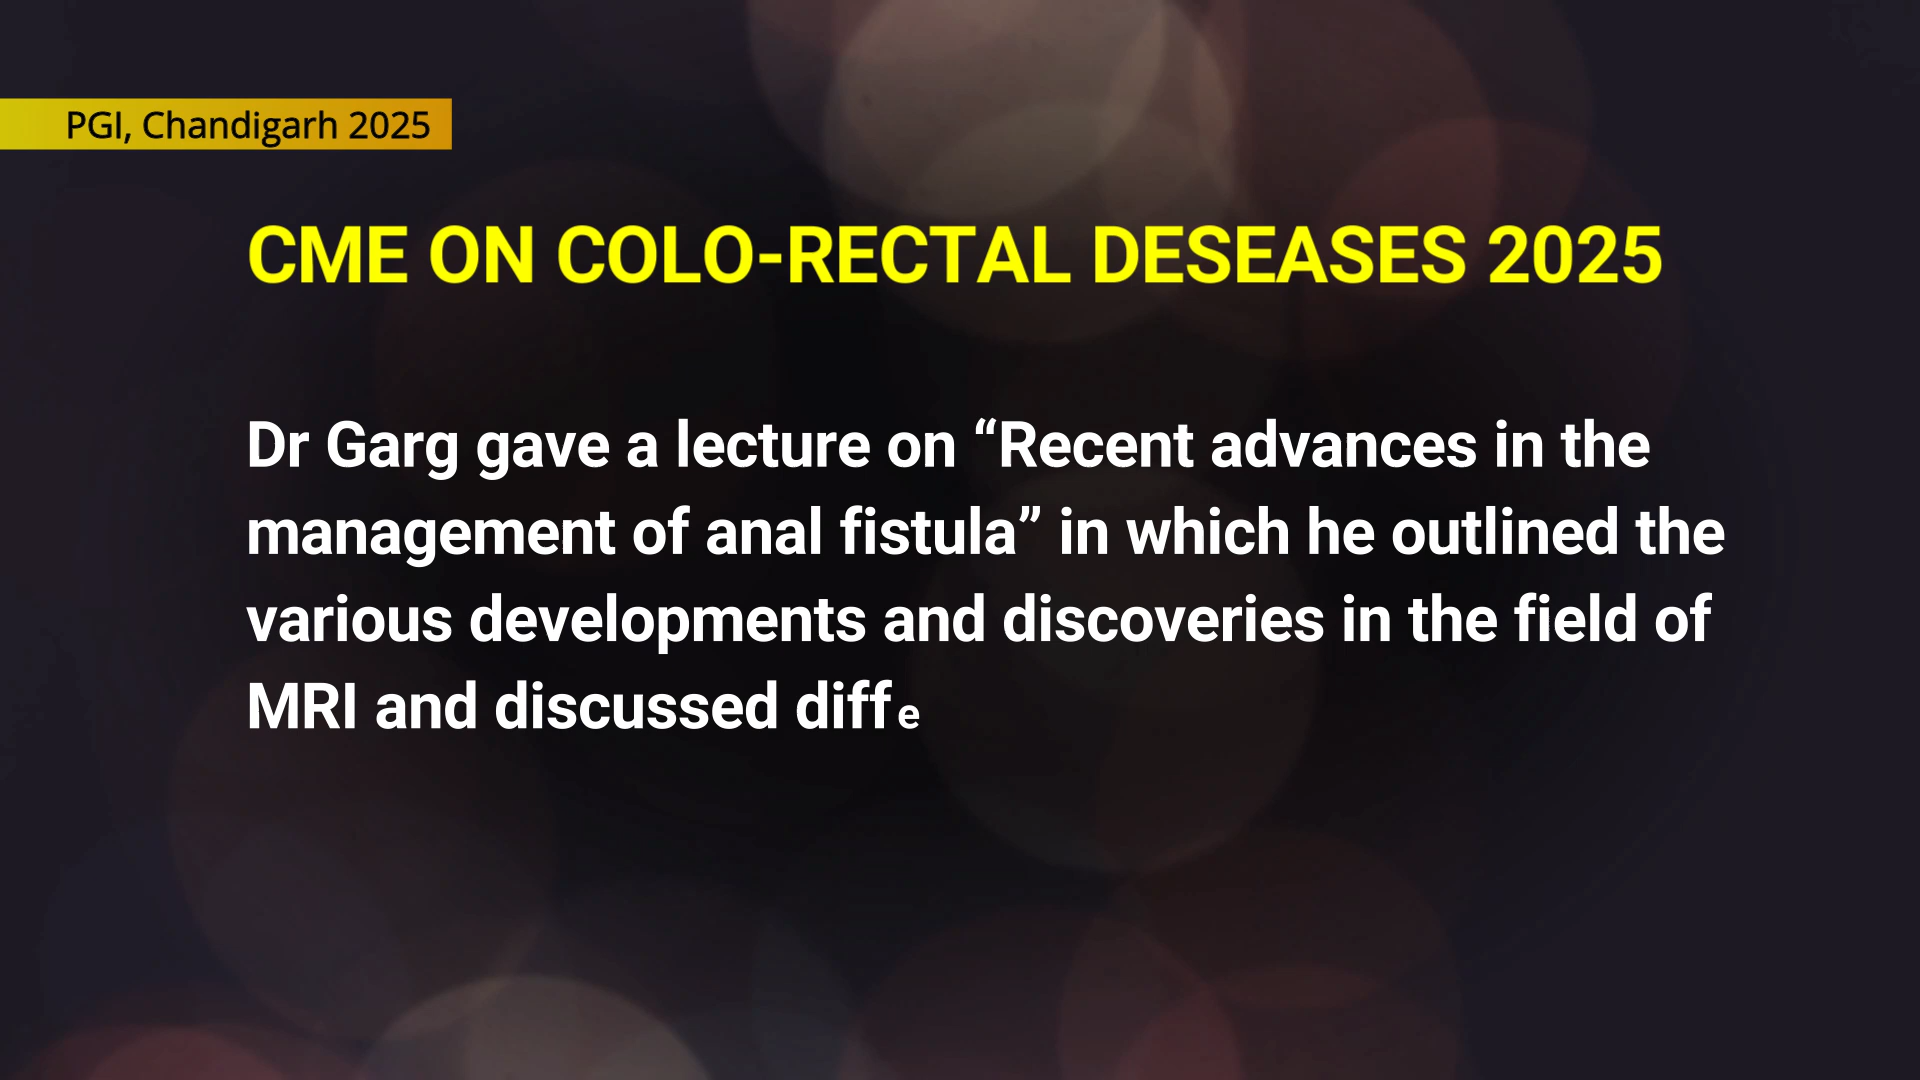 PGI, Chandigarh 2025
CME ON COLO-RECTAL DESEASES 2025
Dr Garg gave a lecture on “Recent advances in the
management of anal fistula” in which he outlined the
various developments and discoveries in the field of
MRI and discussed diffe